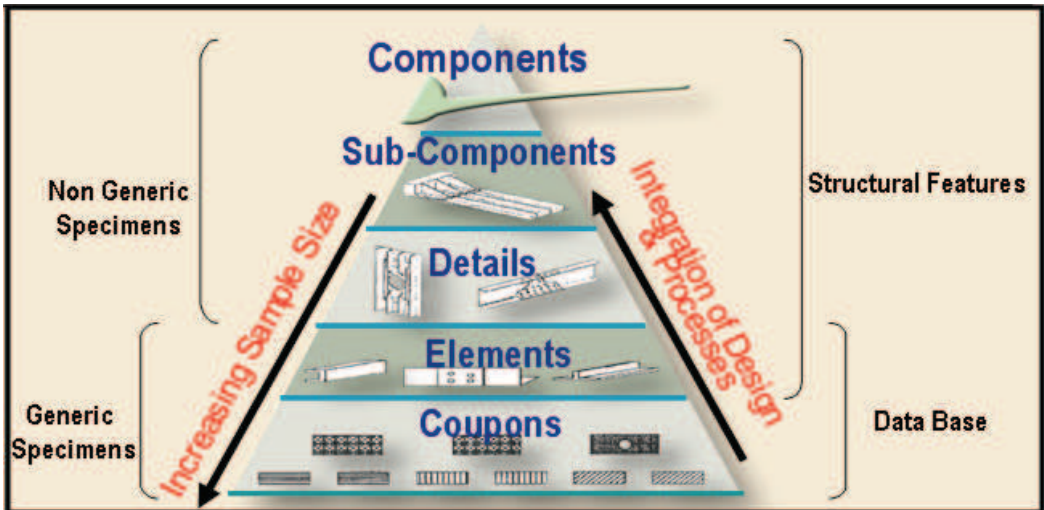 Components
Sub-Components
Non Generic
Specimens
Structural Features
Increasing Sample Size
Integration of Design
& Processes
Details
Elements
Generic
Specimens
Coupons
Data Base